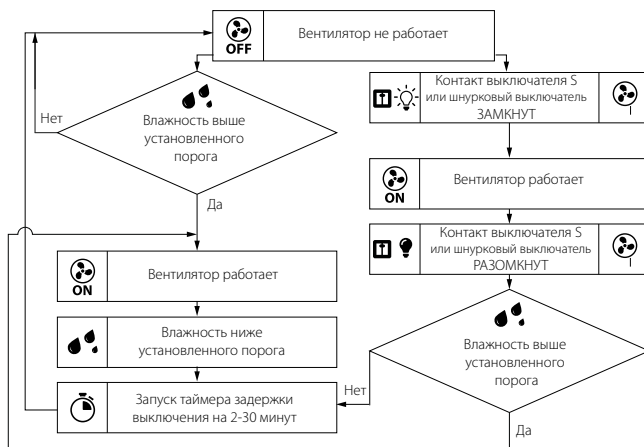 OFF
Вентилятор не работает
Нет
Влажность выше
установленного
порога
Да
Контакт выключателя S
или шнурковый выключатель
ЗАМКНУТ
ON
Вентилятор работает
Контакт выключателя S
или шнурковый выключатель
РАЗОМКНУТ
ON
Вентилятор работает
Влажность ниже
установленного порога
Запуск таймера задержки
выключения на 2-30 минут
Влажность выше
установленного
порога
Нет
Да